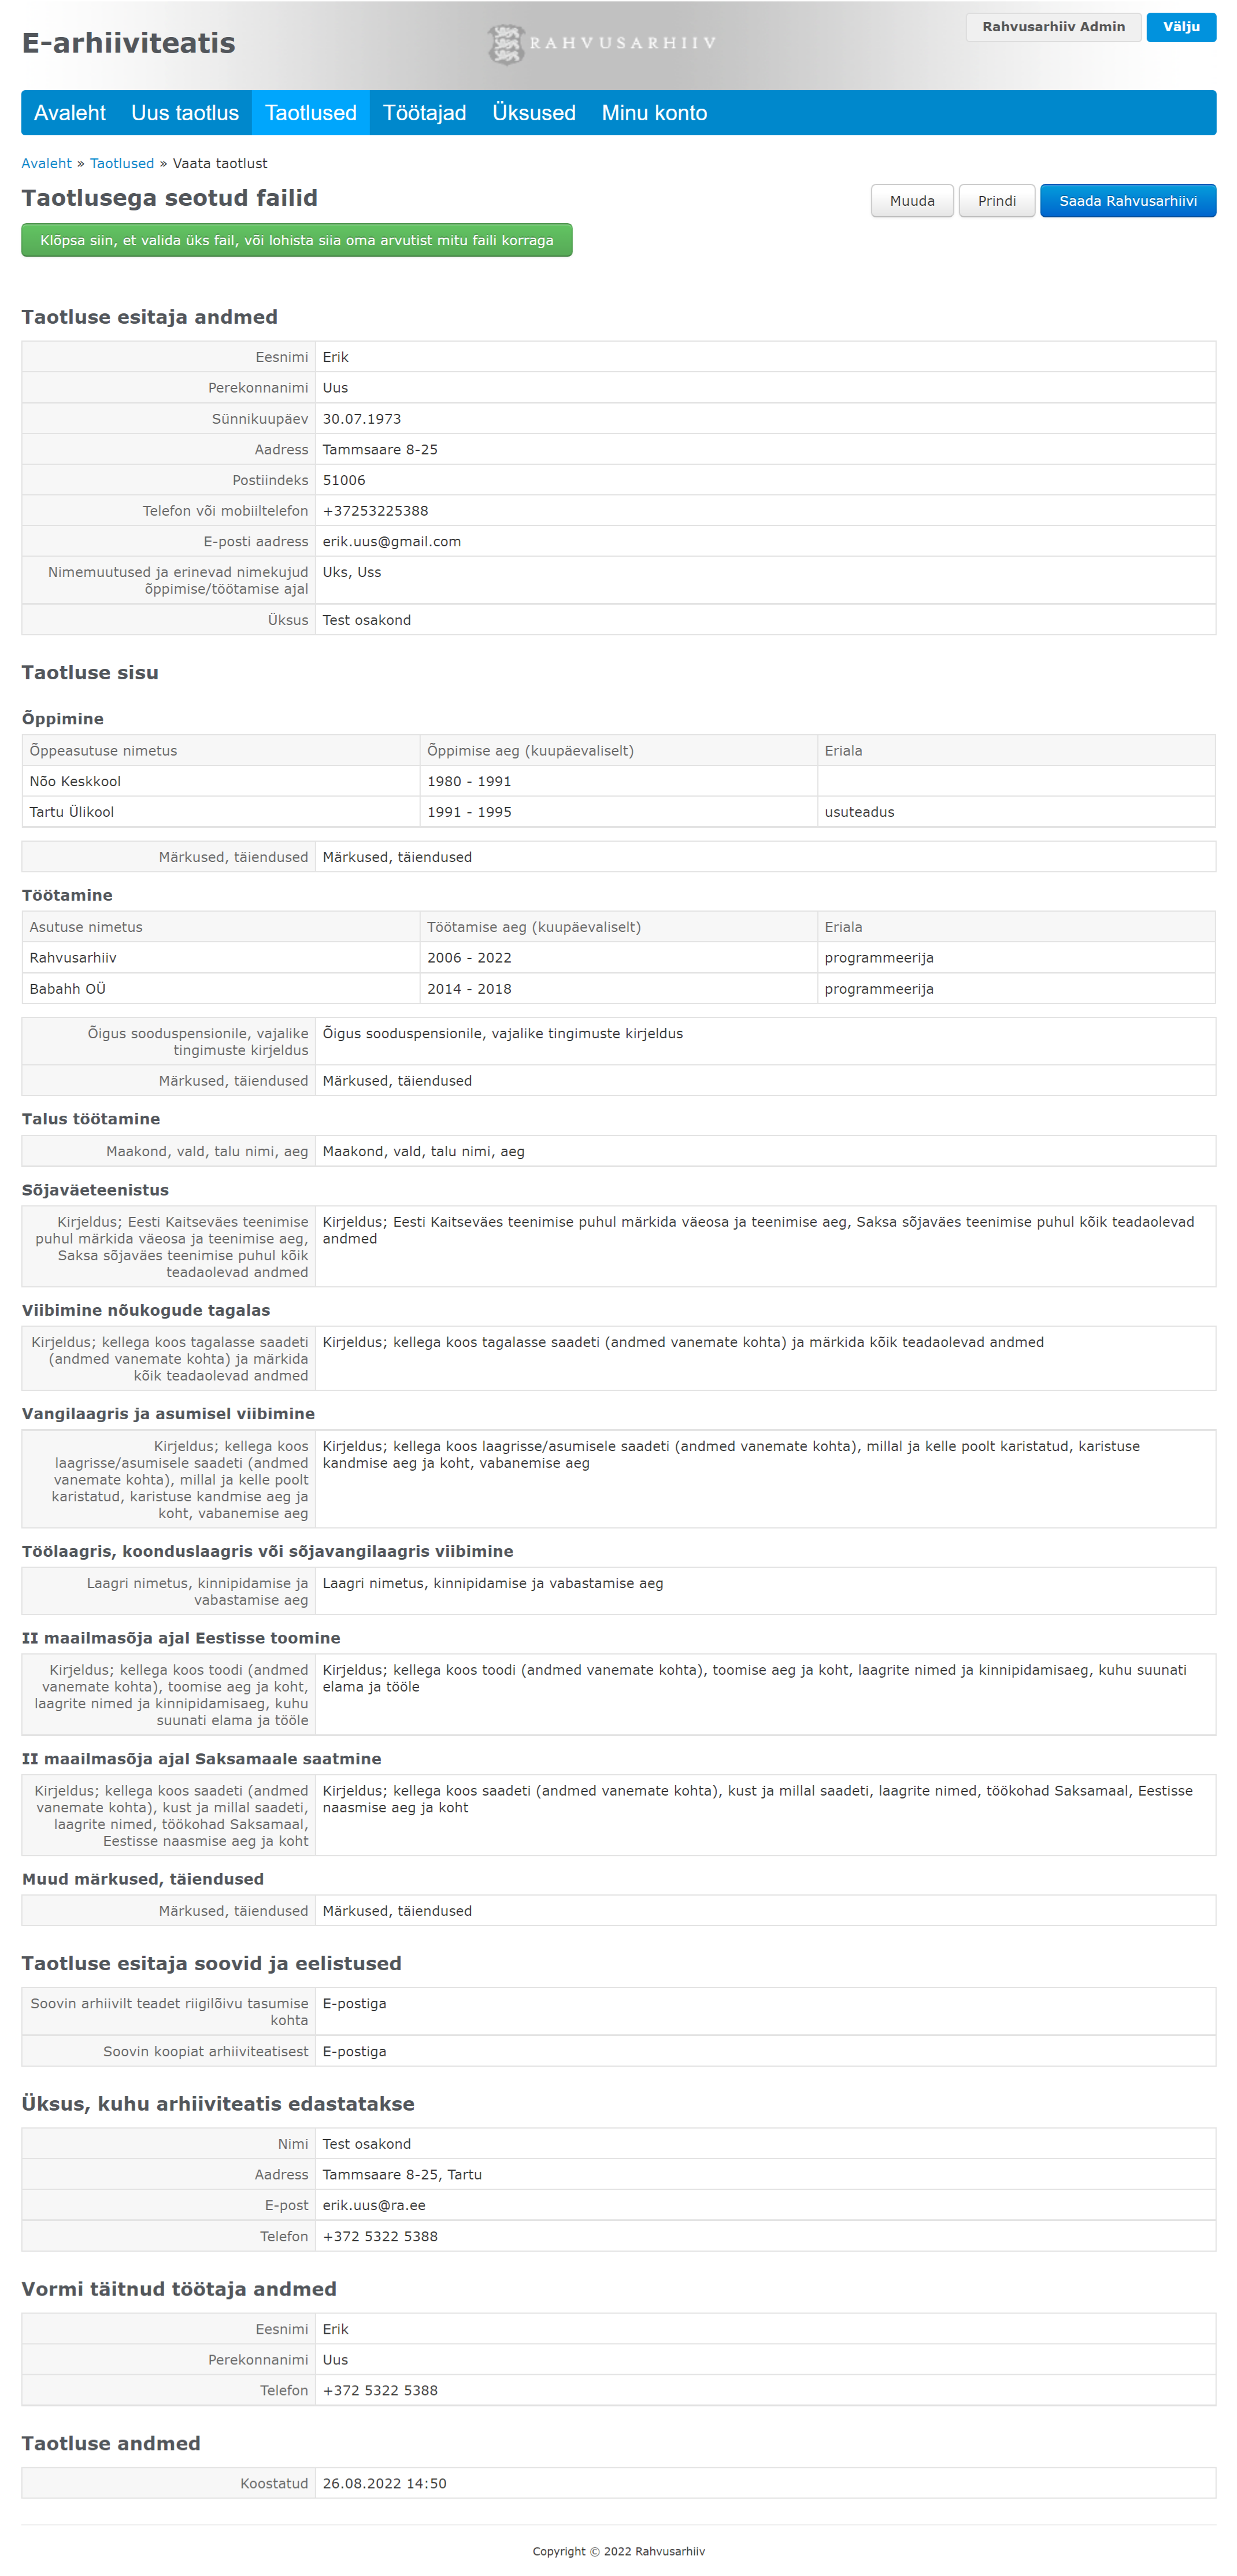 E-arhiiviteatis
RAHVUSARHIIV
Rahvusarhiiv Admin
Välju
Avaleht Uus taotlus Taotlused Töötajad Üksused Minu konto
Avaleht » Taotlused » Vaata taotlust
Taotlusega seotud failid
Muuda
Prindi
Saada Rahvusarhiivi
Klõpsa siin, et valida üks fail, või lohista siia oma arvutist mitu faili korraga
Taotluse esitaja andmed
Eesnimi Erik
Perekonnanimi Uus
Sünnikuupäev 30.07.1973
Aadress Tammsaare 8-25
Postiindeks 51006
Telefon või mobiiltelefon +37253225388
E-posti aadress erik.uus@gmail.com
Nimemuutused ja erinevad nimekujud Uks, Uss
õppimise/töötamise ajal
Üksus Test osakond
Taotluse sisu
Õppimine
Õppeasutuse nimetus Õppimise aeg (kuupäevaliselt) Eriala
Nõo Keskkool 1980 - 1991
Tartu Ülikool 1991 - 1995 usuteadus
Märkused, täiendused Märkused, täiendused
Töötamine
Asutuse nimetus Töötamise aeg (kuupäevaliselt) Eriala
Rahvusarhiiv 2006 - 2022 programmeerija
Babahh OÜ 2014 - 2018 programmeerija
Õigus sooduspensionile, vajalike Õigus sooduspensionile, vajalike tingimuste kirjeldus
tingimuste kirjeldus
Märkused, täiendused Märkused, täiendused
Talus töötamine
Maakond, vald, talu nimi, aeg Maakond, vald, talu nimi, aeg
Sõjaväeteenistus
Kirjeldus; Eesti Kaitseväes teenimise Kirjeldus; Eesti Kaitseväes teenimise puhul märkida väeosa ja teenimise aeg, Saksa sõjaväes teenimise puhul kõik teadaolevad
puhul märkida väeosa ja teenimise aeg, andmed
Saksa sõjaväes teenimise puhul kõik
teadaolevad andmed
Viibimine nõukogude tagalas
Kirjeldus; kellega koos tagalasse saadeti Kirjeldus; kellega koos tagalasse saadeti (andmed vanemate kohta) ja märkida kõik teadaolevad andmed
(andmed vanemate kohta) ja märkida
kõik teadaolevad andmed
Vangilaagris ja asumisel viibimine
Kirjeldus; kellega koos Kirjeldus; kellega koos laagrisse/asumisele saadeti (andmed vanemate kohta), millal ja kelle poolt karistatud, karistuse
laagrisse/asumisele saadeti (andmed kandmise aeg ja koht, vabanemise aeg
vanemate kohta), millal ja kelle poolt
karistatud, karistuse kandmise aeg ja
koht, vabanemise aeg
Töölaagris, koonduslaagris või sõjavangilaagris viibimine
Laagri nimetus, kinnipidamise ja Laagri nimetus, kinnipidamise ja vabastamise aeg
vabastamise aeg
II maailmasõja ajal Eestisse toomine
Kirjeldus; kellega koos toodi (andmed Kirjeldus; kellega koos toodi (andmed vanemate kohta), toomise aeg ja koht, laagrite nimed ja kinnipidamisaeg, kuhu suunati
vanemate kohta), toomise aeg ja koht, elama ja tööle
laagrite nimed ja kinnipidamisaeg, kuhu
suunati elama ja tööle
II maailmasõja ajal Saksamaale saatmine
Kirjeldus; kellega koos saadeti (andmed Kirjeldus; kellega koos saadeti (andmed vanemate kohta), kust ja millal saadeti, laagrite nimed, töökohad Saksamaal, Eestisse
vanemate kohta), kust ja millal saadeti, naasmise aeg ja koht
laagrite nimed, töökohad Saksamaal,
Eestisse naasmise aeg ja koht
Muud märkused, täiendused
Märkused, täiendused Märkused, täiendused
Taotluse esitaja soovid ja eelistused
Soovin arhiivilt teadet riigilõivu tasumise E-postiga
kohta
Soovin koopiat arhiiviteatisest E-postiga
Üksus, kuhu arhiiviteatis edastatakse
Nimi Test osakond
Aadress Tammsaare 8-25, Tartu
E-post erik.uus@ra.ee
Telefon +372 5322 5388
Vormi täitnud töötaja andmed
Eesnimi Erik
Perekonnanimi Uus
Telefon +372 5322 5388
Taotluse andmed
Koostatud 26.08.2022 14:50
Copyright © 2022 Rahvusarhiiv